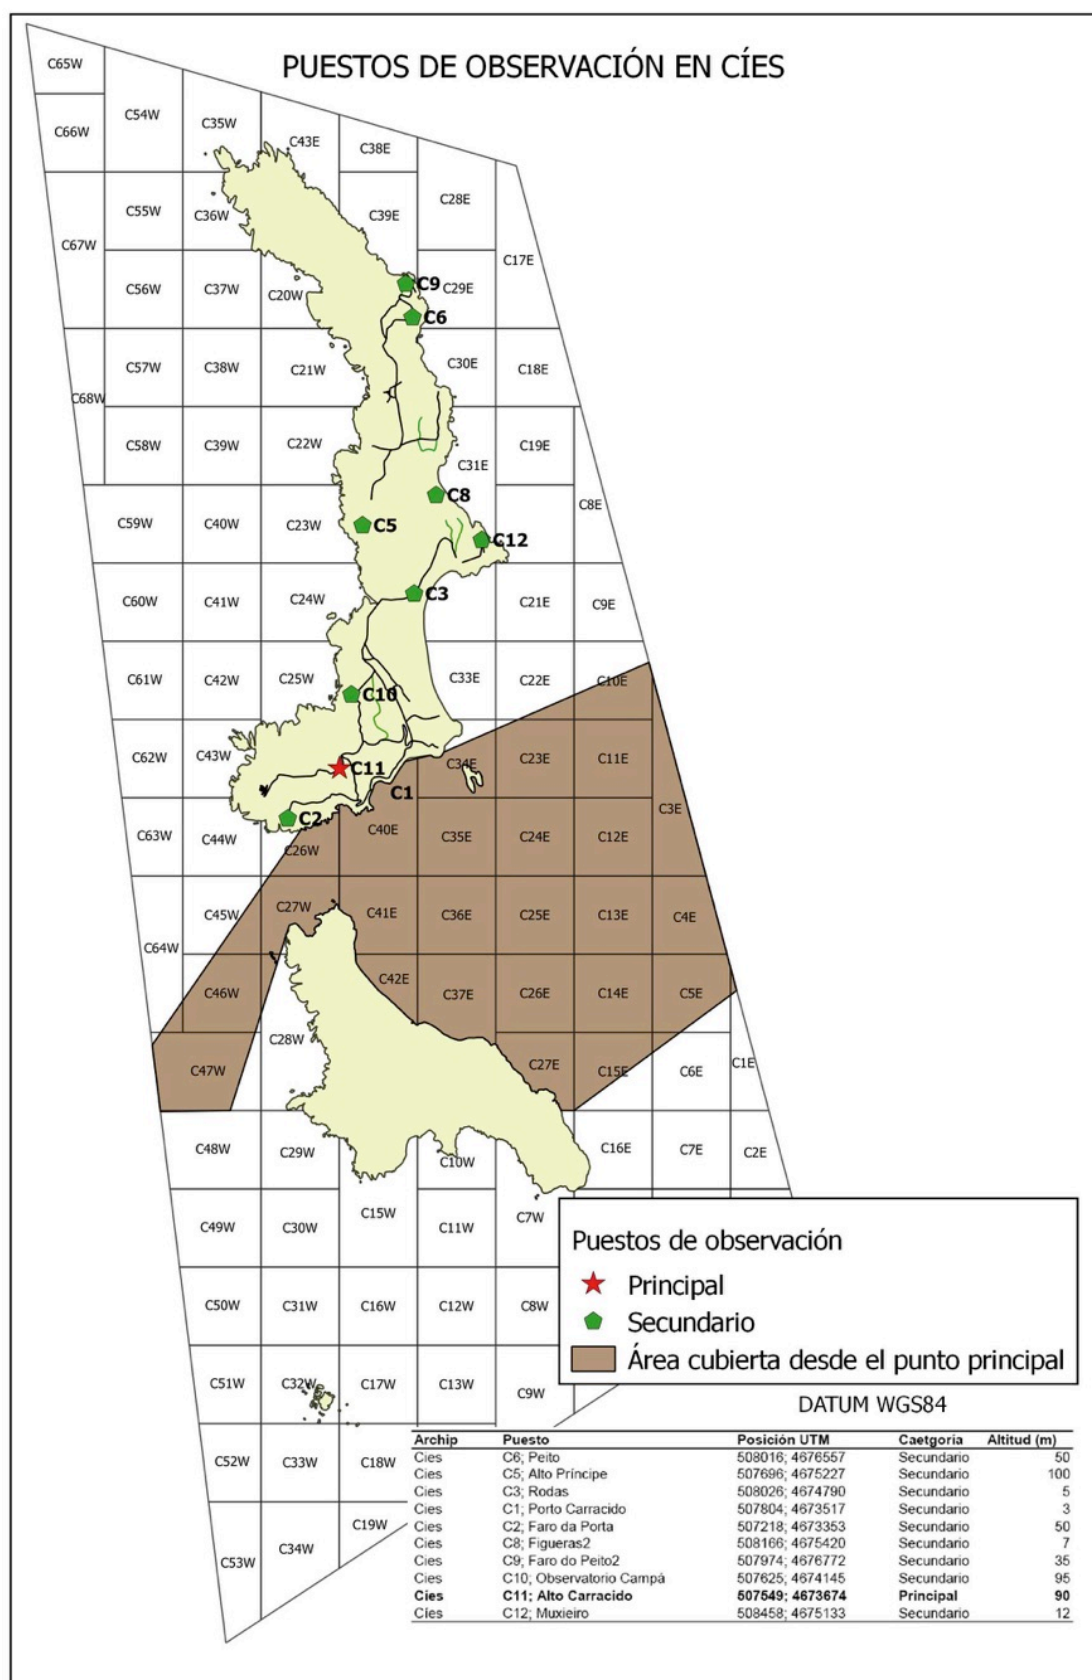 PUESTOS DE OBSERVACIÓN EN CÍES
C65W
C54W C35W
C66W C43E C38E
C55W C36W C39E C28E
C67W C17E
C56W C37W C20W C9 C29E
C6
C57W C38W C21W C30E C18E
C68W
C58W C39W C22W C19E
C31E
C8 C8E
C59W C40W C23W C5 C12
C3
C60W C41W C24W C21E C9E
C61W C42W C25W C10 C33E C22E C10E
C62W C43W C11 C34E C23E C11E
C1 C3E
C63W C44W C2 C26W C40E C35E C24E C12E
C45W C27W C41E C36E C25E C13E C4E
C64W
C46W C42E C37E C26E C14E C5E
C28W
C47W C27E C15E C6E C1E
C48W C29W C10W C16E C7E C2E
C49W C30W C15W C11W C7W
Puestos de observación
Principal
Secundario
Área cubierta desde el punto principal
C50W C31W C16W C12W C8W
C51W C32W C17W C13W C9W
DATUM WGS84
C52W C33W C18W
C53W C34W C19W
Archip Puesto Posición UTM Caetgoria Altitud (m)
Cies C6; Peito 508016; 4676557 Secundario 50
Cies C5; Alto Príncipe 507696; 4675227 Secundario 100
Cies C3; Rodas 508026; 4674790 Secundario 5
Cies C1; Porto Carracido 507804; 4673517 Secundario 3
Cies C2; Faro da Porta 507218; 4673353 Secundario 50
Cies C8; Figueras2 508166; 4675420 Secundario 7
Cies C9; Faro do Peito2 507974; 4676772 Secundario 35
Cies C10; Observatorio Campá 507625; 4674145 Secundario 95
Cies C11; Alto Carracido 507549; 4673674 Principal 90
Cies C12; Muxieiro 508458; 4675133 Secundario 12